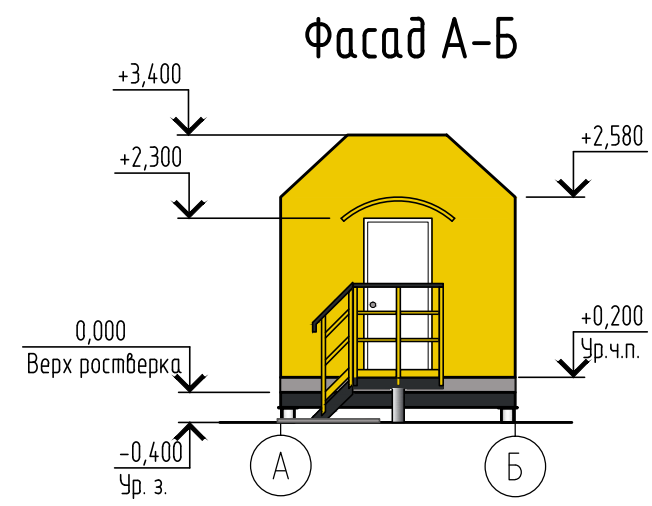 Фасад А-Б
+3,400
+2,580
+2,300
+0,200
Ур.ч.п.
0,000
Верх ростверка
-0,400
Ур. з.
А
Б